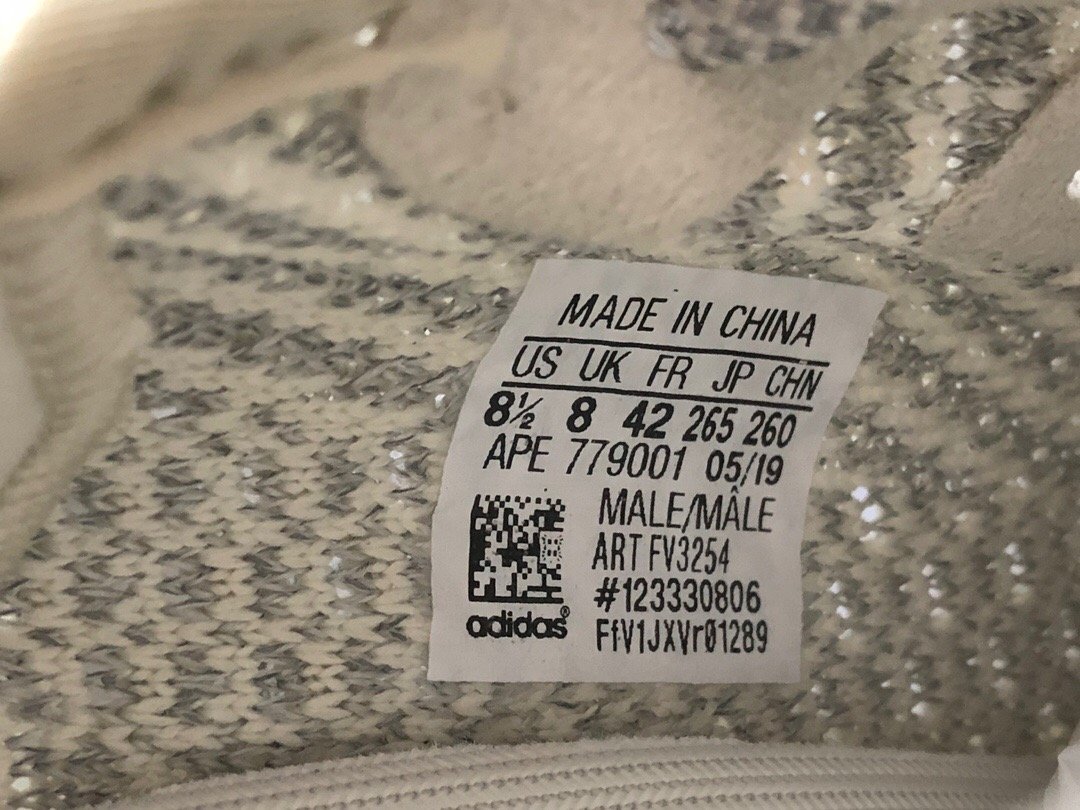 MADE IN CHINA
US UK FR JP CHN
8½ 8 42 265 260
APE 779001 05/19
MALE/MÂLE
ART FV3254
#123330806
FfV1JXVr01289
adidas®